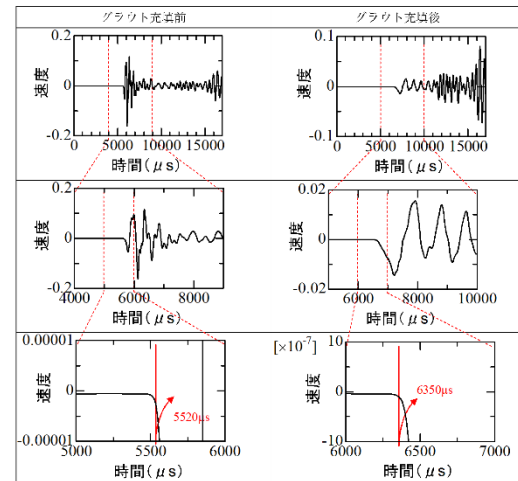 グラウト充填前
グラウト充填後
0.2
0
-0.2
速度
0 5000 10000 15000
時間(μs)
0.1
0
-0.1
速度
0 5000 10000 15000
時間(μs)
0.2
0
-0.2
速度
4000 6000 8000
時間(μs)
0.02
0
-0.02
速度
6000 8000 10000
時間(μs)
0.00001
0
-0.00001
速度
5520μs
5000 5500 6000
時間(μs)
[×10⁻⁷]
10
0
-10
速度
6350μs
6000 6500 7000
時間(μs)